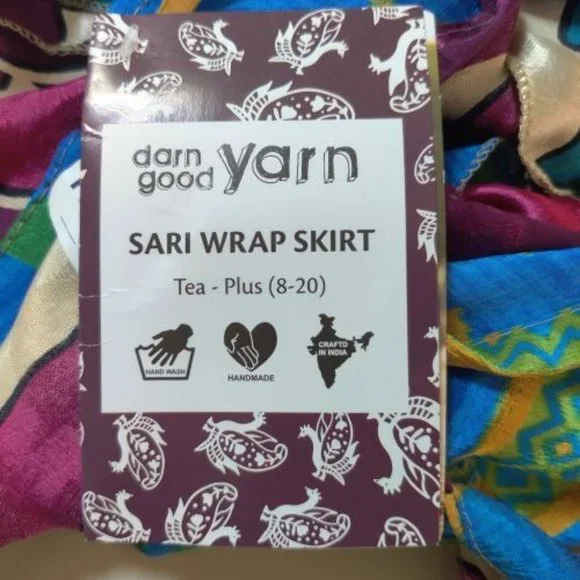 darn
good yarn
SARI WRAP SKIRT
Tea - Plus (8-20)
HAND WASH
HANDMADE
CRAFTD
IN INDIA